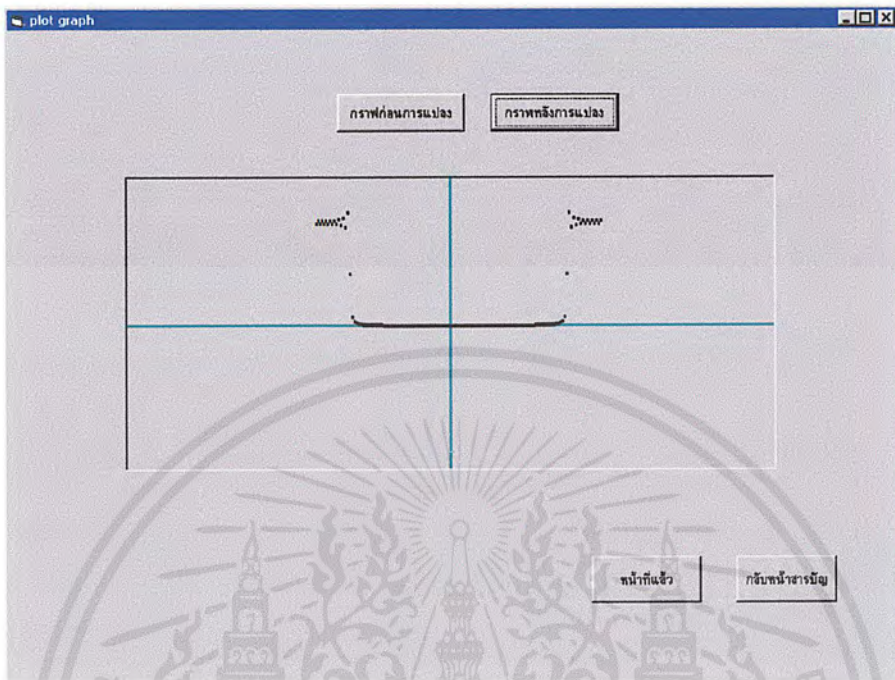 plot graph
กราฟก่อนการแปลง
กราฟหลังการแปลง
หน้าที่แล้ว
กลับหน้าสารบัญ